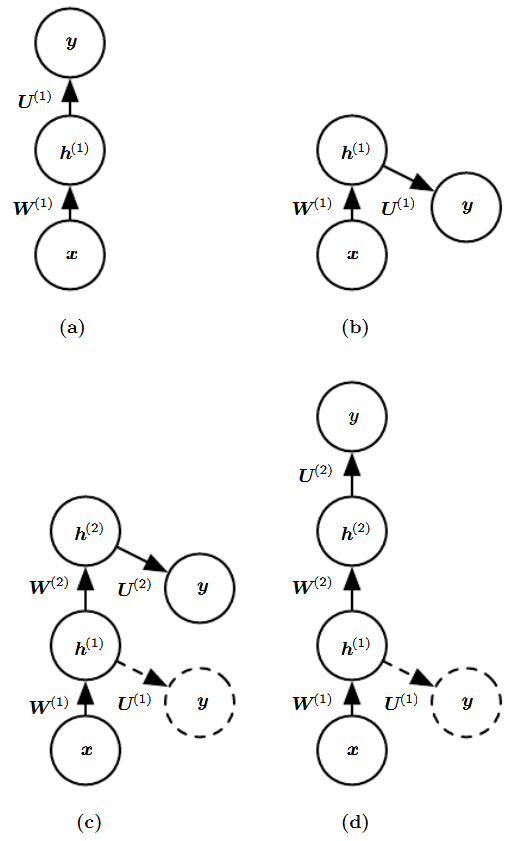 y
U(1)
h(1)
W(1)
x
(a)
h(1)
W(1)
U(1)
y
x
(b)
h(2)
W(2)
U(2)
y
h(1)
W(1)
U(1)
y
x
(c)
y
U(2)
h(2)
W(2)
h(1)
W(1)
U(1)
y
x
(d)